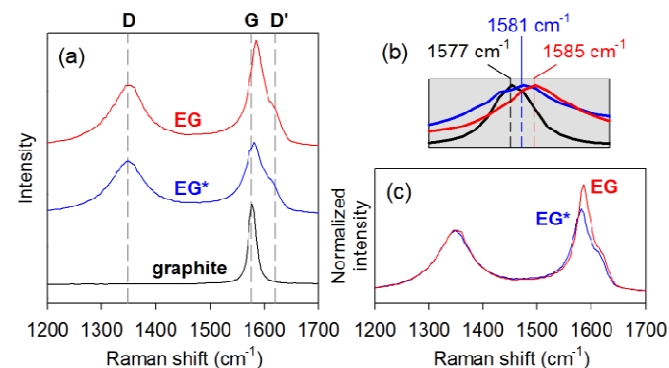 D G D'
(a)
EG
EG*
graphite
Intensity
1200 1300 1400 1500 1600 1700
Raman shift (cm⁻¹)
(b)
1581 cm⁻¹
1577 cm⁻¹
1585 cm⁻¹
(c)
EG
EG*
Normalized
intensity
1200 1300 1400 1500 1600 1700
Raman shift (cm⁻¹)